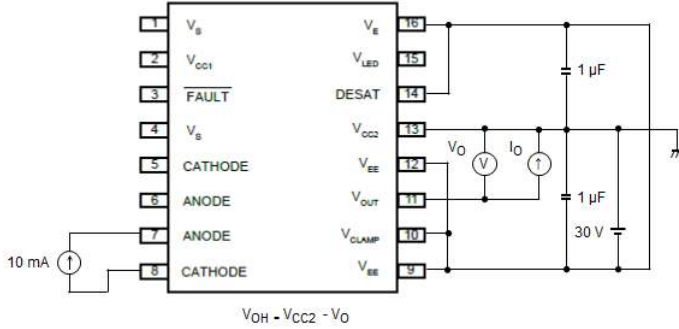 1 V_S V_E 16
2 V_CC1 V_LED 15
3 FAULT DESAT 14
4 V_S V_CC2 13
5 CATHODE V_EE 12
6 ANODE V_OUT 11
7 ANODE V_CLAMP 10
8 CATHODE V_EE 9
10 mA ↑
V_O V I_O ↑
1 µF
1 µF
30 V
V_OH - V_CC2 - V_O